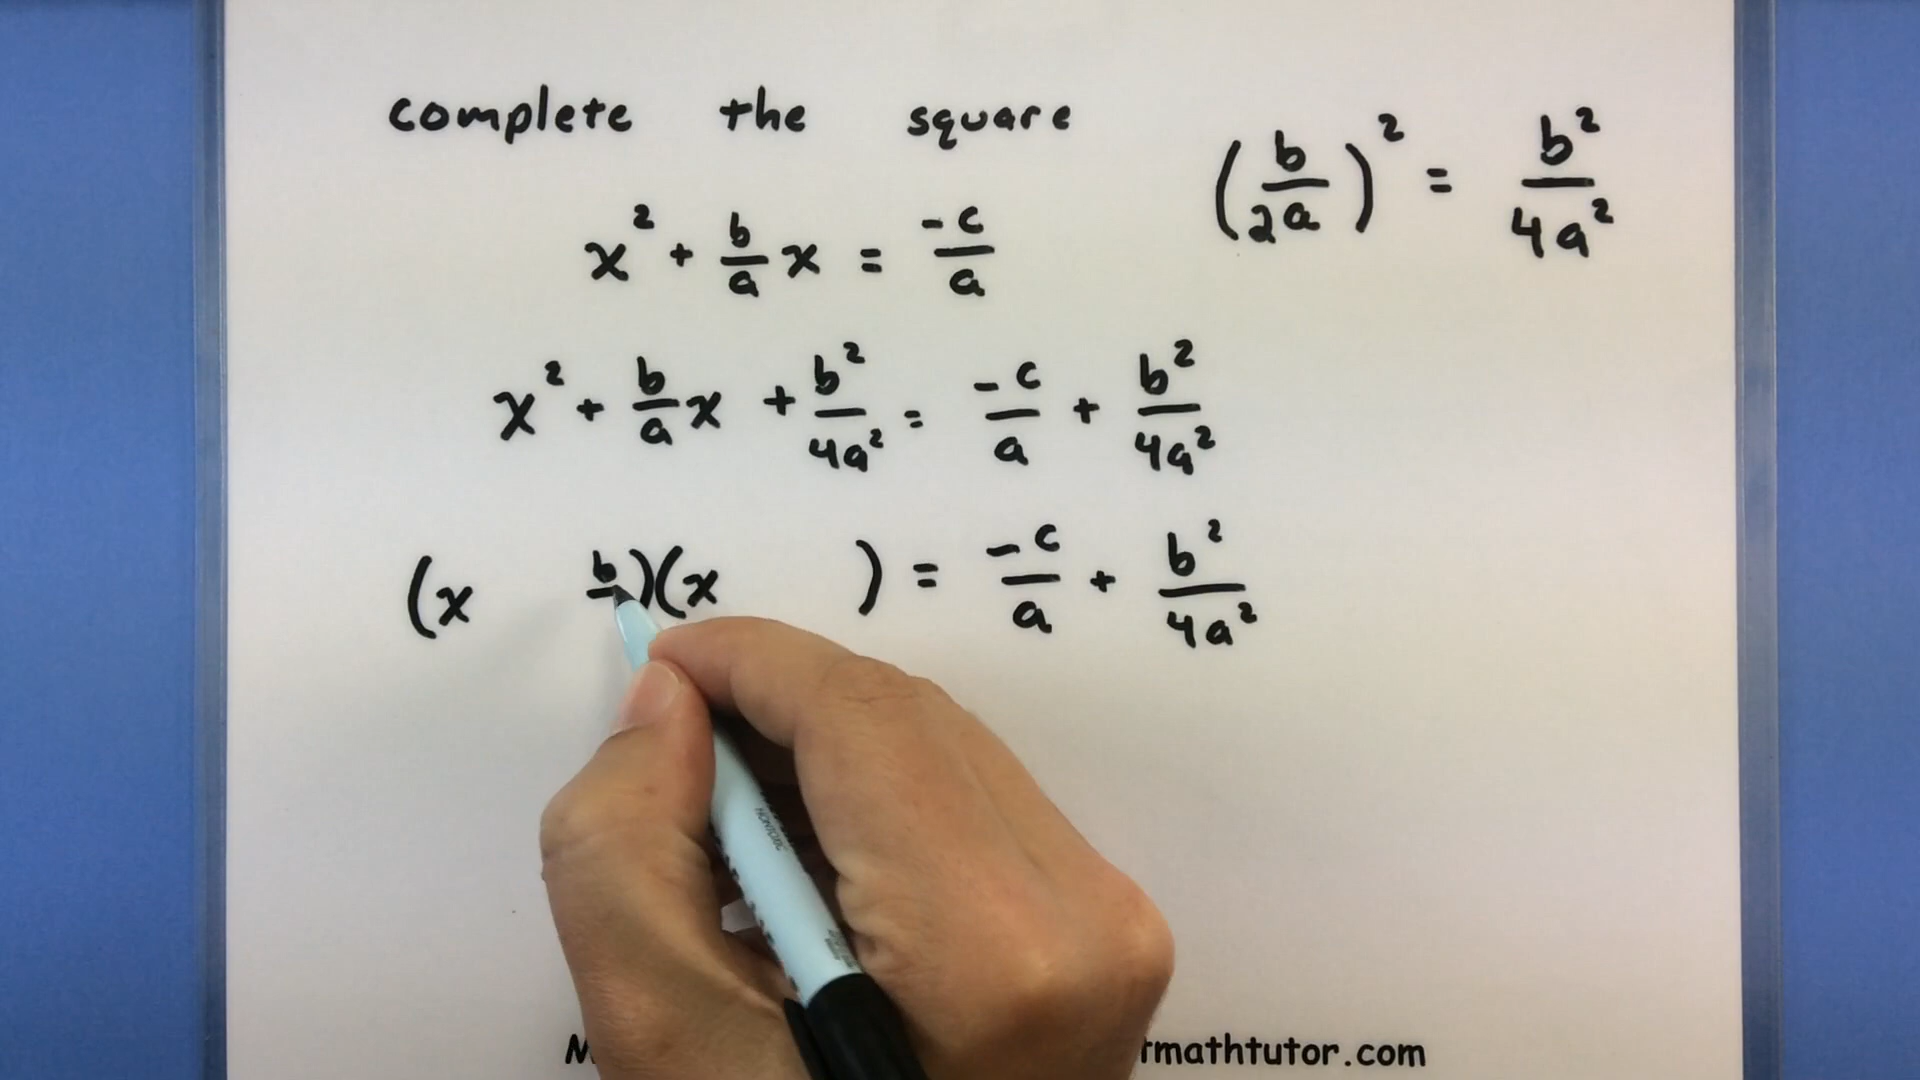 complete the square
(b/2a)² = b²/4a²
x² + b/a x = -c/a
x² + b/a x + b²/4a² = -c/a + b²/4a²
(x b/)(x ) = -c/a + b²/4a²
rmathtutor.com